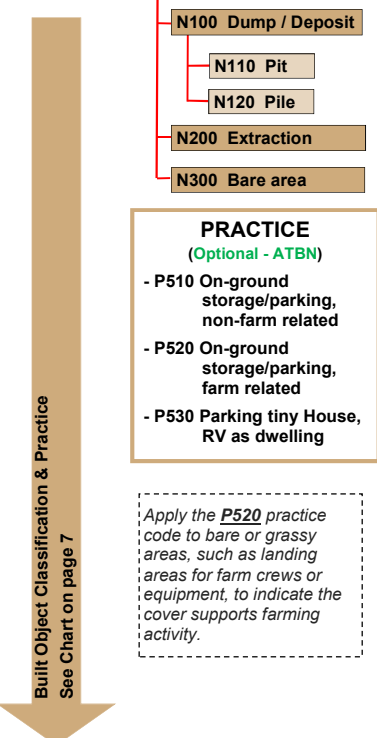 N100 Dump / Deposit
N110 Pit
N120 Pile
N200 Extraction
N300 Bare area
PRACTICE
(Optional - ATBN)
- P510 On-ground
storage/parking,
non-farm related
- P520 On-ground
storage/parking,
farm related
- P530 Parking tiny House,
RV as dwelling
Apply the P520 practice
code to bare or grassy
areas, such as landing
areas for farm crews or
equipment, to indicate the
cover supports farming
activity.
Built Object Classification & Practice
See Chart on page 7